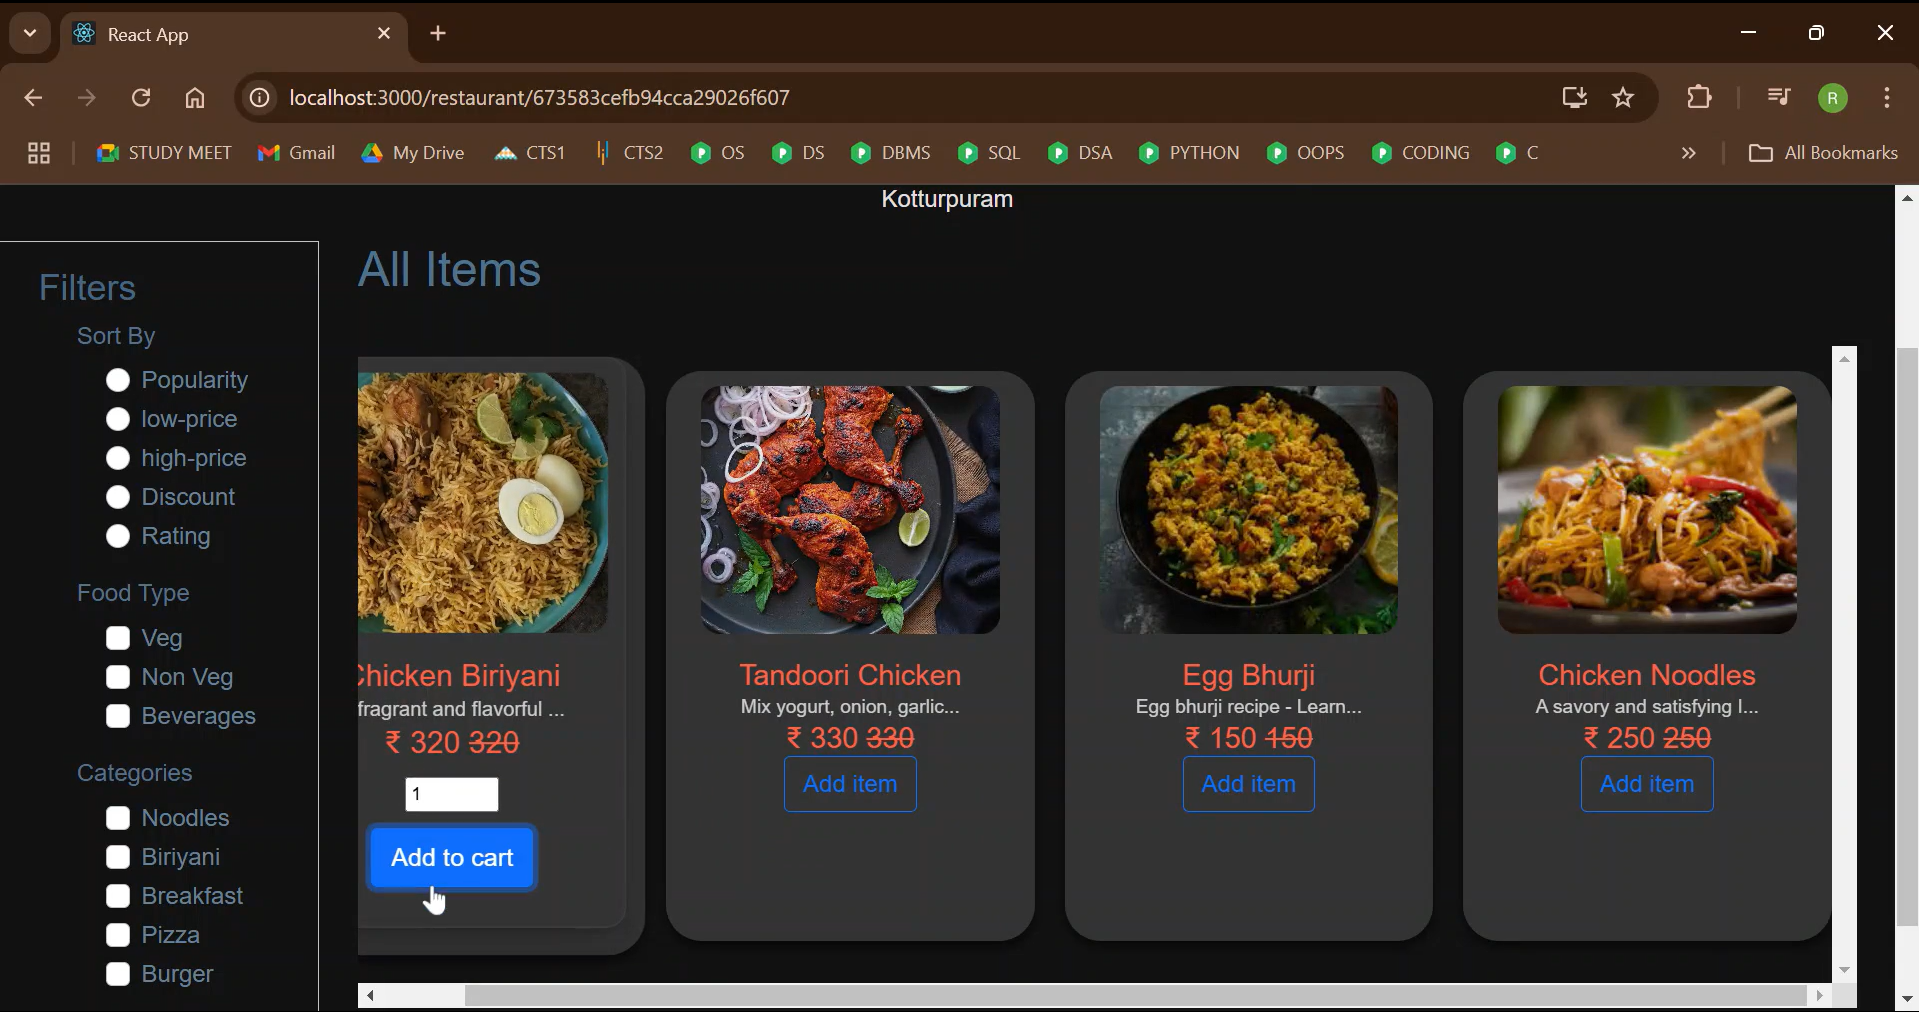 React App
localhost:3000/restaurant/673583cefb94cca29026f607
R
STUDY MEET
Gmail
My Drive
CTS1
CTS2
OS
DS
DBMS
SQL
DSA
PYTHON
OOPS
CODING
C
All Bookmarks
Kotturpuram
Filters
Sort By
Popularity
low-price
high-price
Discount
Rating
Food Type
Veg
Non Veg
Beverages
Categories
Noodles
Biriyani
Breakfast
Pizza
Burger
All Items
Chicken Biriyani
fragrant and flavorful ...
₹ 320 320
1
Add to cart
Tandoori Chicken
Mix yogurt, onion, garlic...
₹ 330 330
Add item
Egg Bhurji
Egg bhurji recipe - Learn...
₹ 150 150
Add item
Chicken Noodles
A savory and satisfying I...
₹ 250 250
Add item